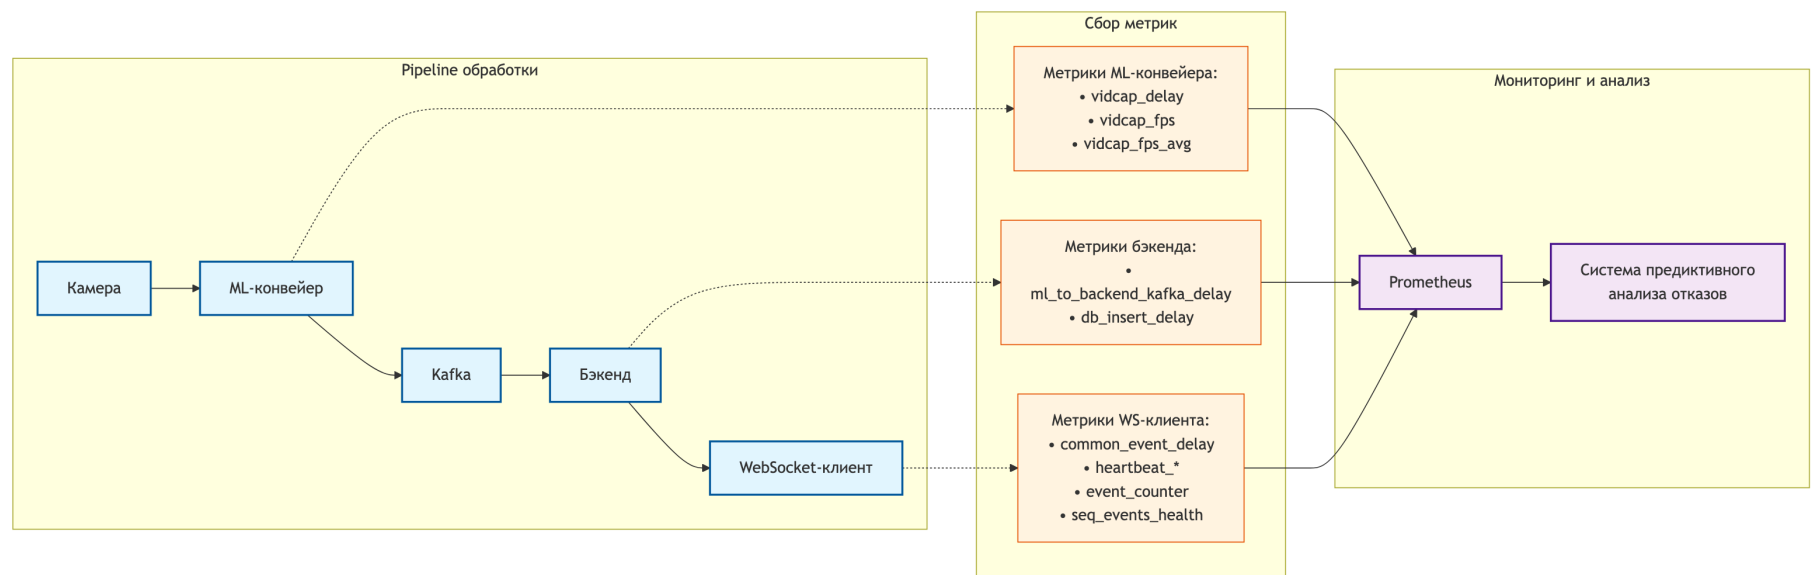 Pipeline обработки
Камера
ML-конвейер
Kafka
Бэкенд
WebSocket-клиент
Сбор метрик
Метрики ML-конвейера:
• vidcap_delay
• vidcap_fps
• vidcap_fps_avg
Метрики бэкенда:
•
ml_to_backend_kafka_delay
• db_insert_delay
Метрики WS-клиента:
• common_event_delay
• heartbeat_*
• event_counter
• seq_events_health
Мониторинг и анализ
Prometheus
Система предиктивного
анализа отказов